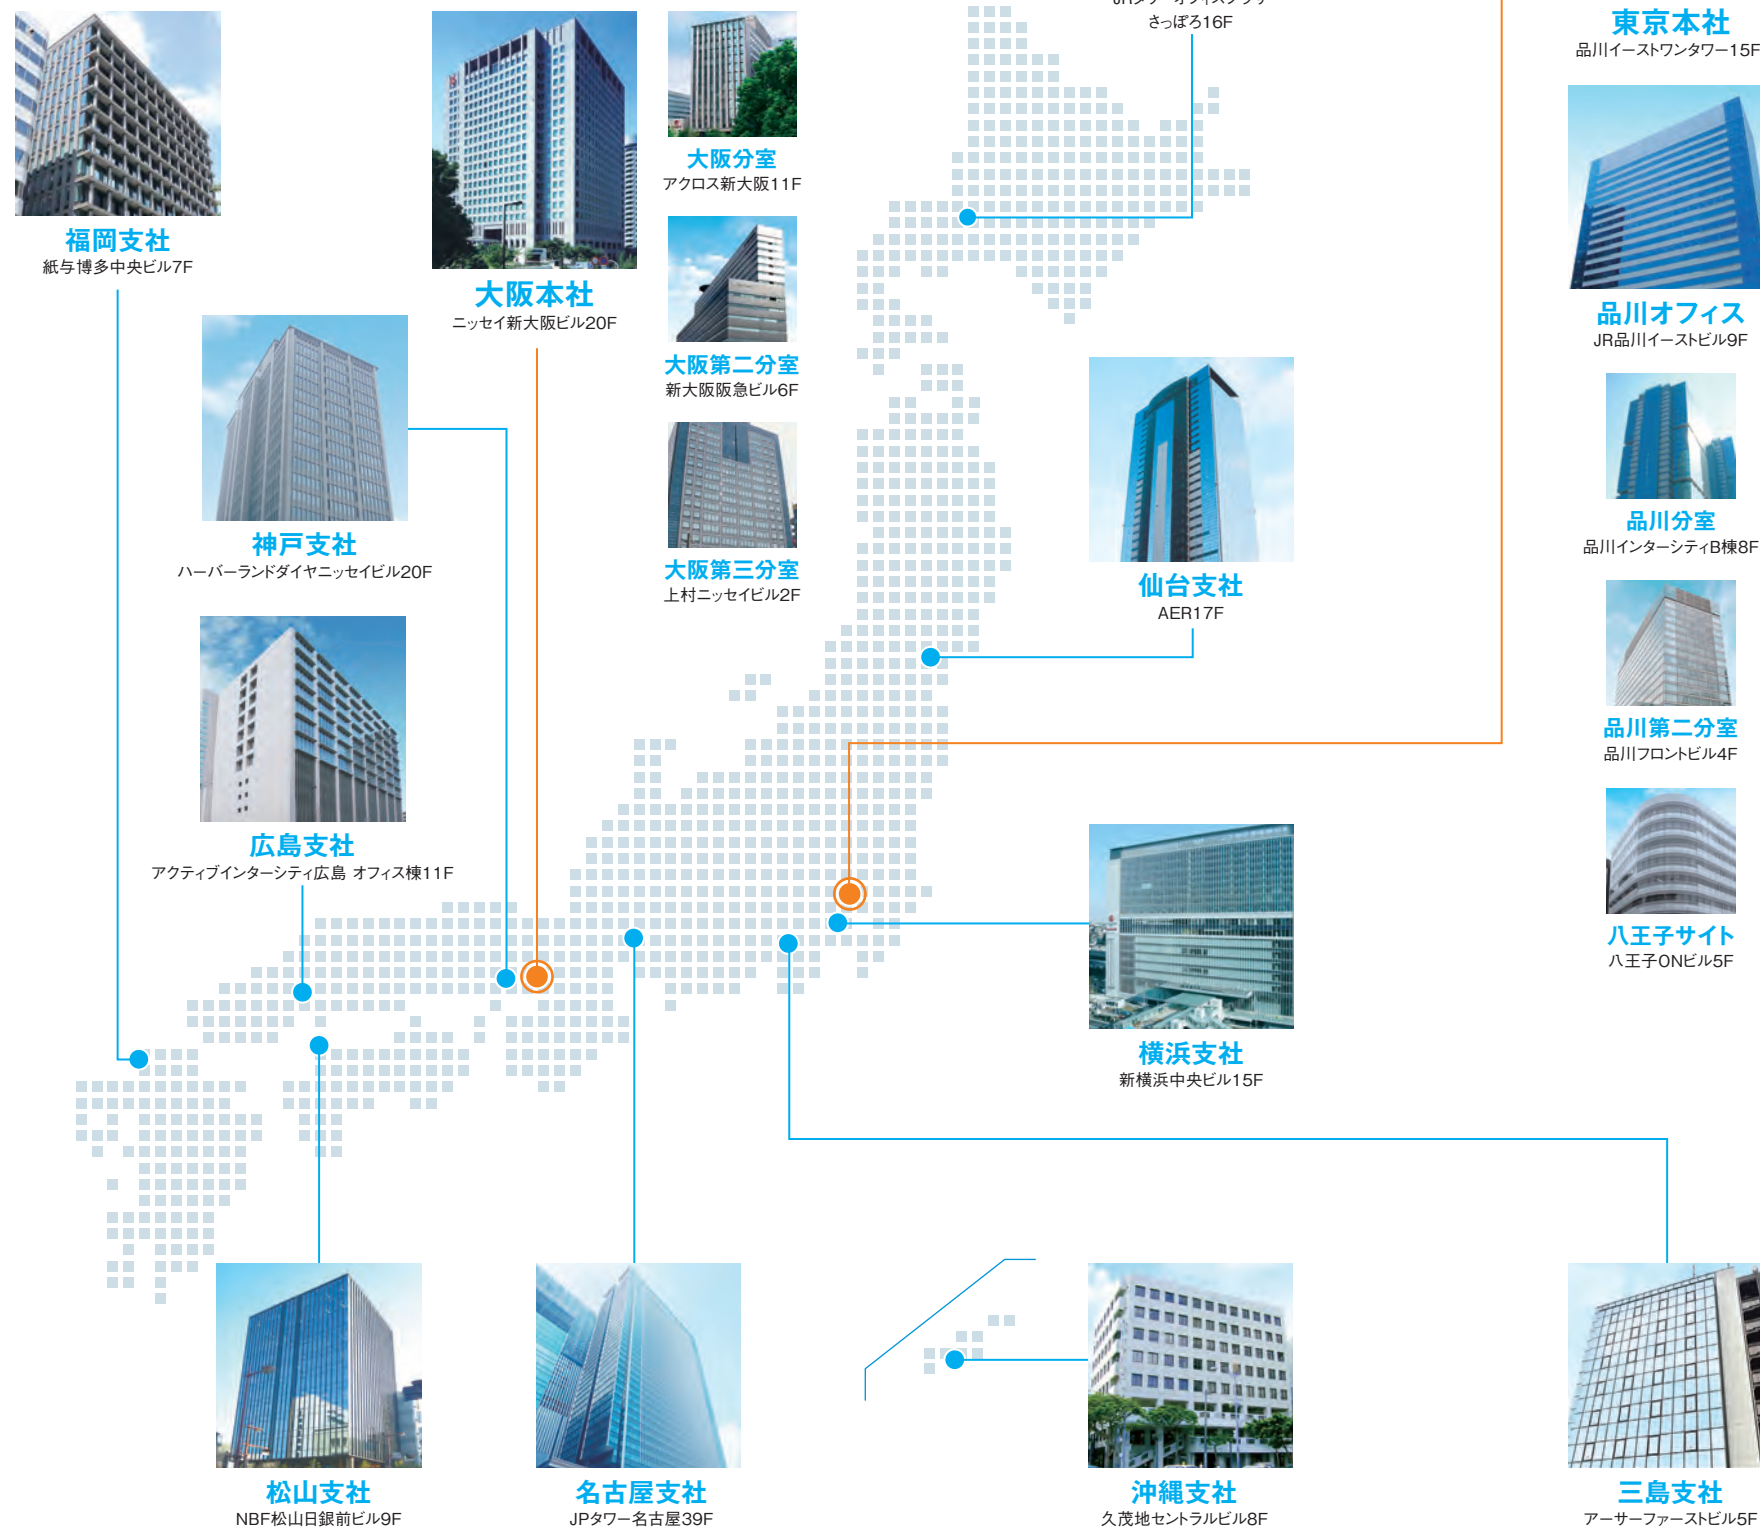 さっぽろ16F
東京本社
品川イーストワンタワー15F
福岡支社
紙与博多中央ビル7F
大阪本社
ニッセイ新大阪ビル20F
大阪分室
アクロス新大阪11F
大阪第二分室
新大阪阪急ビル6F
大阪第三分室
上村ニッセイビル2F
品川オフィス
JR品川イーストビル9F
品川分室
品川インターシティB棟8F
品川第二分室
品川フロントビル4F
八王子サイト
八王子ONビル5F
神戸支社
ハーバーランドダイヤニッセイビル20F
仙台支社
AER17F
広島支社
アクティブインターシティ広島 オフィス棟11F
横浜支社
新横浜中央ビル15F
松山支社
NBF松山日銀前ビル9F
名古屋支社
JPタワー名古屋39F
沖縄支社
久茂地セントラルビル8F
三島支社
アーサーファーストビル5F